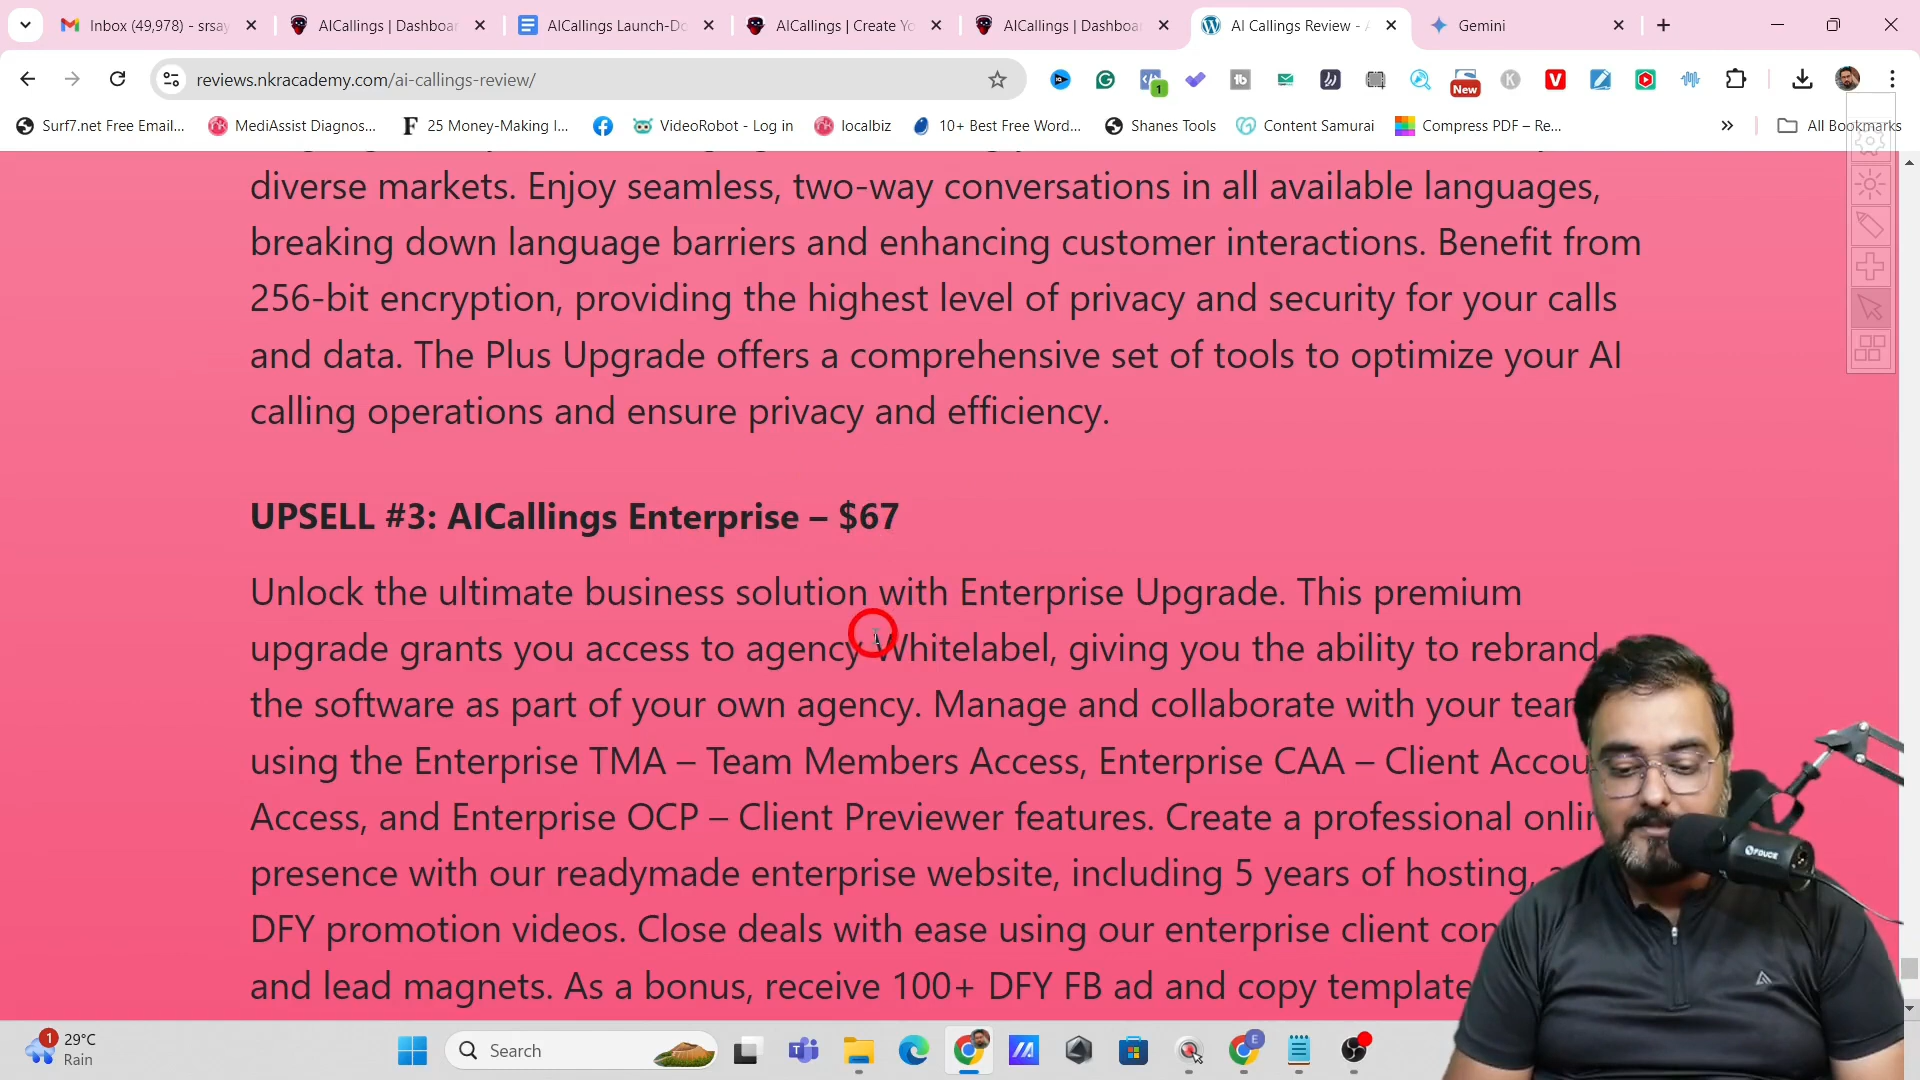 Inbox (49,978) - srsay
AICallings | Dashboar
AICallings Launch-Do
AICallings | Create Yo
AICallings | Dashboa
AI Callings Review - A
Gemini
reviews.nkracademy.com/ai-callings-review/
1
New
Surf7.net Free Email...
MediAssist Diagnos...
25 Money-Making I...
VideoRobot - Log in
localbiz
10+ Best Free Word...
Shanes Tools
Content Samurai
Compress PDF – Re...
All Bookmarks
diverse markets. Enjoy seamless, two-way conversations in all available languages,
breaking down language barriers and enhancing customer interactions. Benefit from
256-bit encryption, providing the highest level of privacy and security for your calls
and data. The Plus Upgrade offers a comprehensive set of tools to optimize your AI
calling operations and ensure privacy and efficiency.
UPSELL #3: AICallings Enterprise – $67
Unlock the ultimate business solution with Enterprise Upgrade. This premium
upgrade grants you access to agency Whitelabel, giving you the ability to rebrand
the software as part of your own agency. Manage and collaborate with your team
using the Enterprise TMA – Team Members Access, Enterprise CAA – Client Accou
Access, and Enterprise OCP – Client Previewer features. Create a professional onlin
presence with our readymade enterprise website, including 5 years of hosting,
DFY promotion videos. Close deals with ease using our enterprise client con
and lead magnets. As a bonus, receive 100+ DFY FB ad and copy template
FDUCE
1
29°C
Rain
Search
E